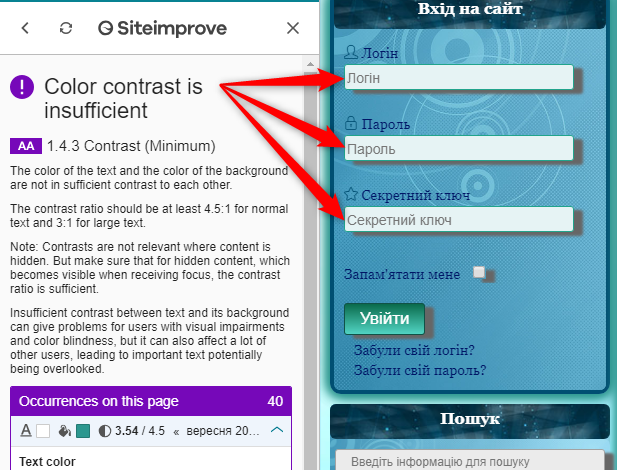 Siteimprove
Color contrast is
insufficient
AA 1.4.3 Contrast (Minimum)
The color of the text and the color of the background
are not in sufficient contrast to each other.
The contrast ratio should be at least 4.5:1 for normal
text and 3:1 for large text.
Note: Contrasts are not relevant where content is
hidden. But make sure that for hidden content, which
becomes visible when receiving focus, the contrast
ratio is sufficient.
Insufficient contrast between text and its background
can give problems for users with visual impairments
and color blindness, but it can also affect a lot of
other users, leading to important text potentially
being overlooked.
Occurrences on this page 40
A 3.54 / 4.5 « вересня 20...
Text color
Вхід на сайт
Логін
Логін
Пароль
Пароль
Секретний ключ
Секретний ключ
Запам'ятати мене
Увійти
Забули свій логін?
Забули свій пароль?
Пошук
Введіть інформацію для пошуку